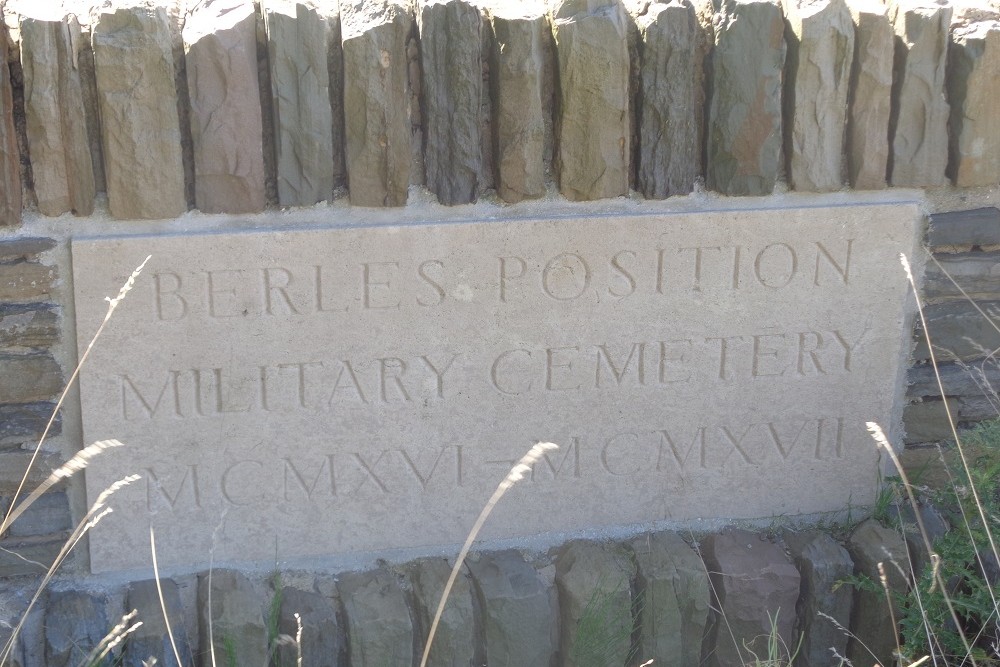 BERLES POSITION
MILITARY CEMETERY
MCMXVI–MCMXVII